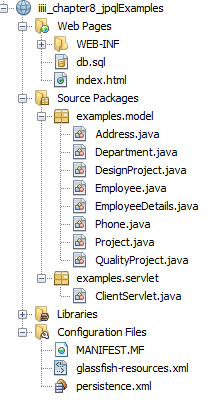 iiii_chapter8_jpqlExamples
Web Pages
WEB-INF
db.sql
index.html
Source Packages
examples.model
Address.java
Department.java
DesignProject.java
Employee.java
EmployeeDetails.java
Phone.java
Project.java
QualityProject.java
examples.servlet
ClientServlet.java
Libraries
Configuration Files
MANIFEST.MF
glassfish-resources.xml
persistence.xml